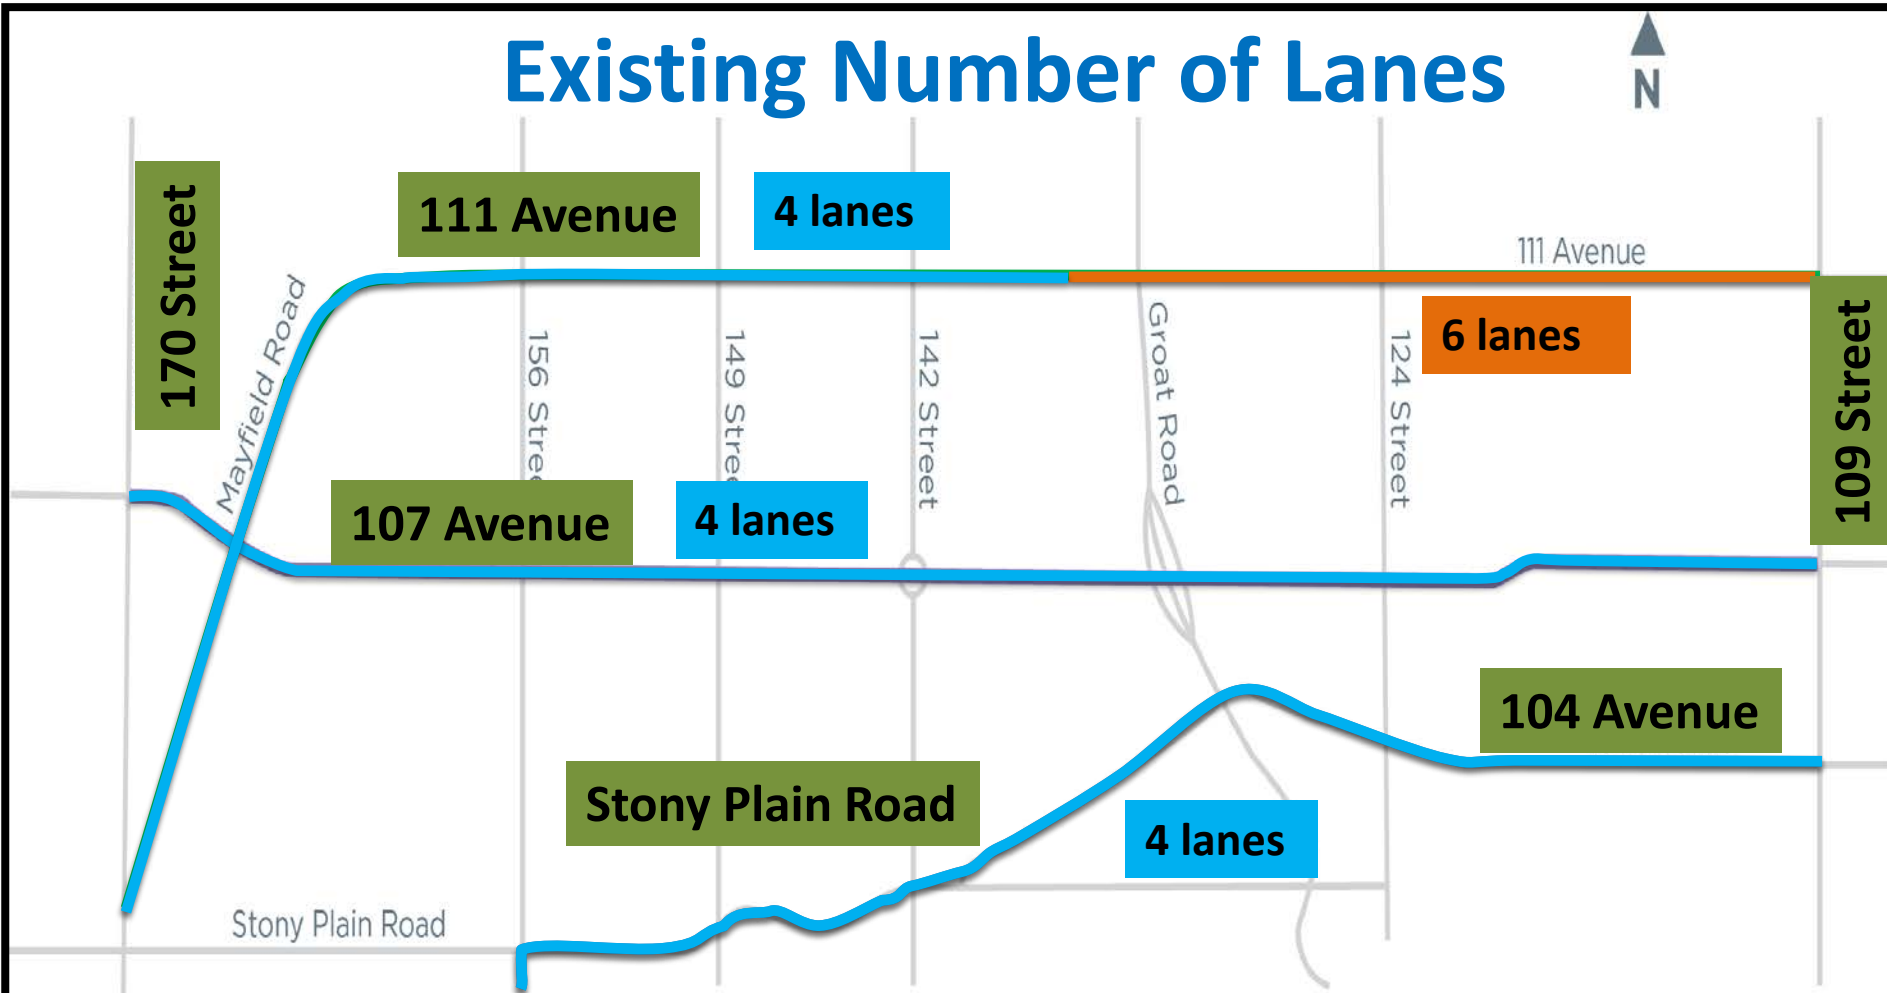 Existing Number of Lanes
N
170 Street
111 Avenue
4 lanes
111 Avenue
Mayfield Road
156 Stree
149 Stre
142 Street
Groat Road
124 Street
6 lanes
109 Street
107 Avenue
4 lanes
104 Avenue
Stony Plain Road
4 lanes
Stony Plain Road